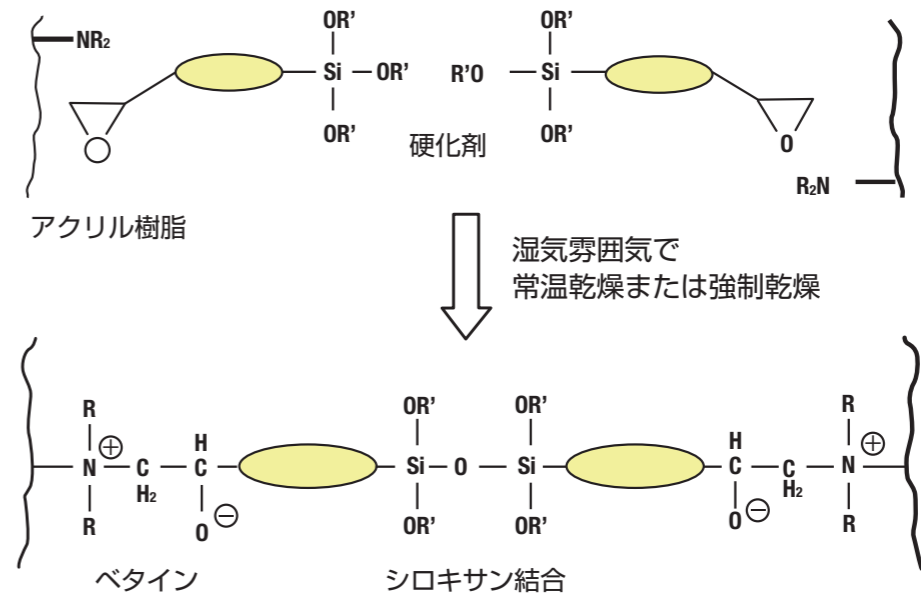 OR' OR'
NR₂
Si OR' R'O Si
OR' OR'
硬化剤
O
R₂N
アクリル樹脂
湿気雰囲気で
常温乾燥または強制乾燥
OR' OR'
R H H R
N⊕ C C Si O Si C C N⊕
H₂ H₂
R O⊖ OR' OR' O⊖ R
ベタイン シロキサン結合